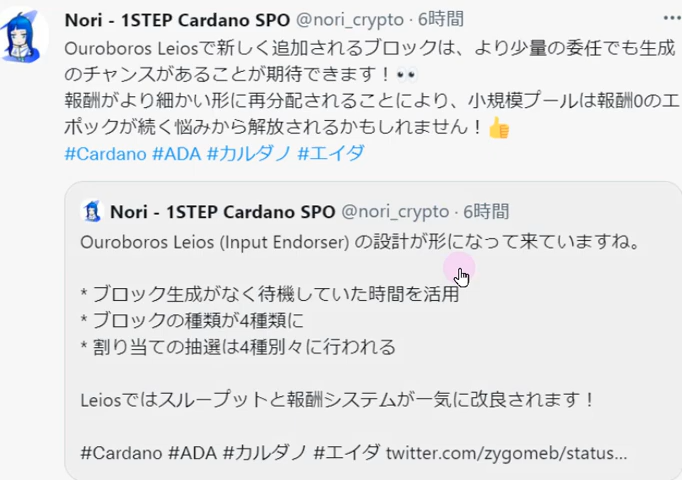 Nori - 1STEP Cardano SPO @nori_crypto · 6時間
Ouroboros Leiosで新しく追加されるブロックは、より少量の委任でも生成
のチャンスがあることが期待できます！👀
報酬がより細かい形に再分配されることにより、小規模プールは報酬0のエ
ポックが続く悩みから解放されるかもしれません！👍
#Cardano #ADA #カルダノ #エイダ
Nori - 1STEP Cardano SPO @nori_crypto · 6時間
Ouroboros Leios (Input Endorser) の設計が形になって来ていますね。
* ブロック生成がなく待機していた時間を活用
* ブロックの種類が4種類に
* 割り当ての抽選は4種別々に行われる
Leiosではスループットと報酬システムが一気に改良されます！
#Cardano #ADA #カルダノ #エイダ twitter.com/zygomeb/status...